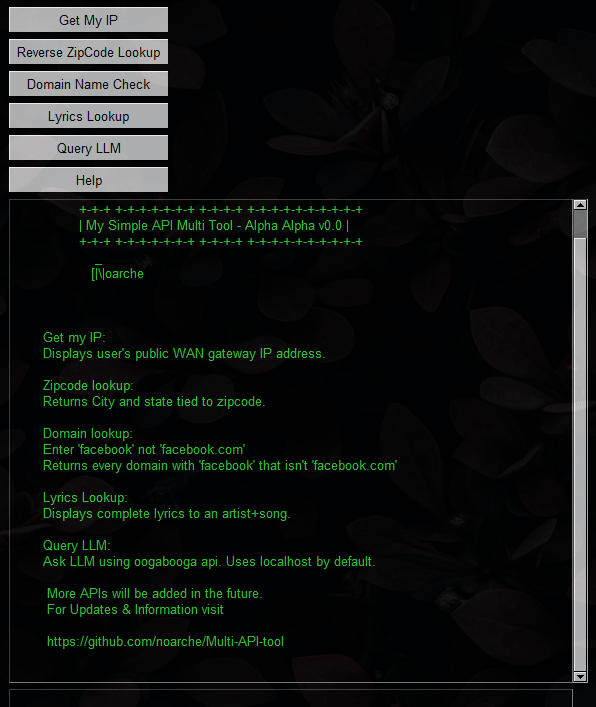 Get My IP
Reverse ZipCode Lookup
Domain Name Check
Lyrics Lookup
Query LLM
Help
+-+-+ +-+-+-+-+-+-+ +-+-+-+ +-+-+-+-+-+-+-+-+-+
| My Simple API Multi Tool - Alpha Alpha v0.0 |
+-+-+ +-+-+-+-+-+-+ +-+-+-+ +-+-+-+-+-+-+-+-+-+
_
[|\|oarche
Get my IP:
Displays user's public WAN gateway IP address.
Zipcode lookup:
Returns City and state tied to zipcode.
Domain lookup:
Enter 'facebook' not 'facebook.com'
Returns every domain with 'facebook' that isn't 'facebook.com'
Lyrics Lookup:
Displays complete lyrics to an artist+song.
Query LLM:
Ask LLM using oogabooga api. Uses localhost by default.
More APIs will be added in the future.
For Updates & Information visit
https://github.com/noarche/Multi-API-tool